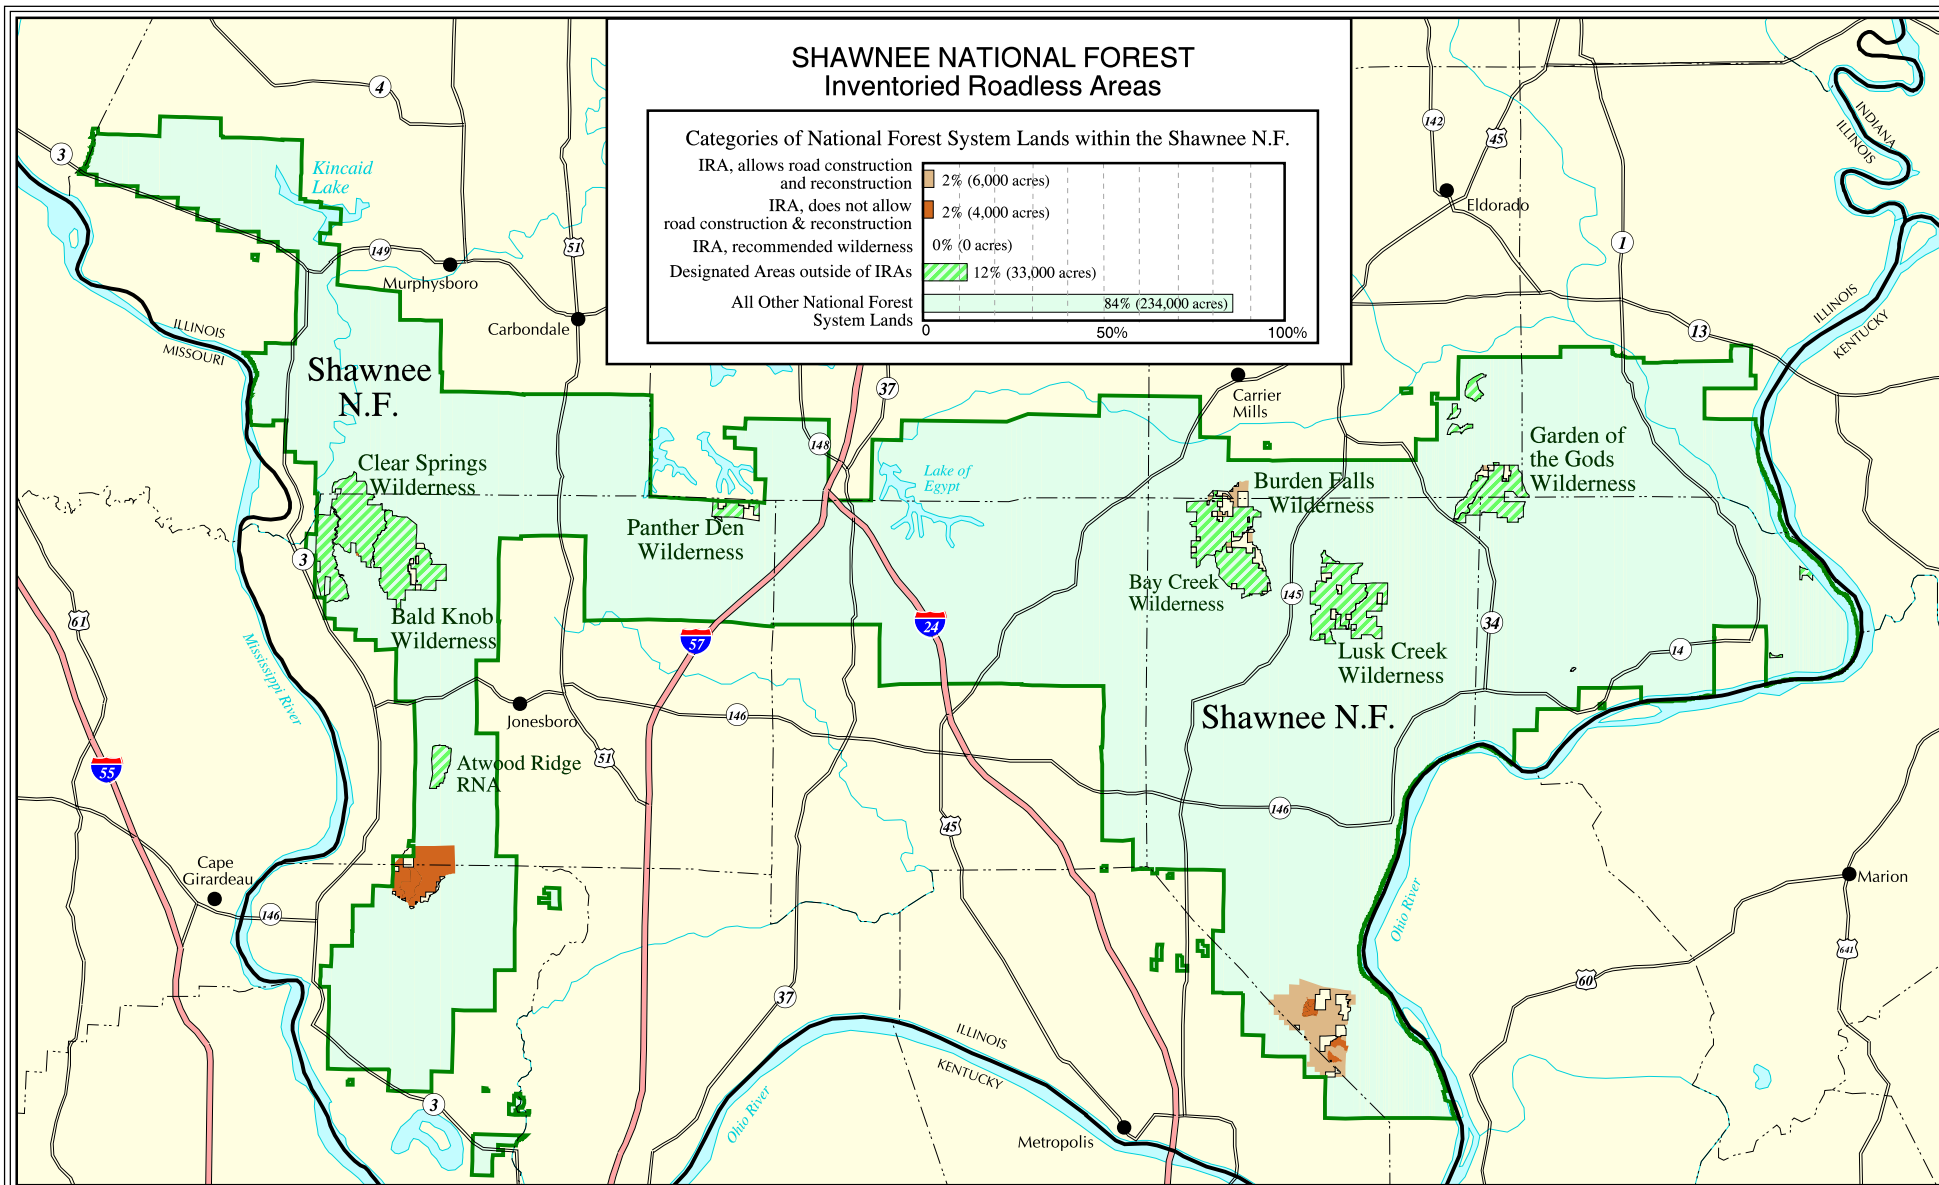 SHAWNEE NATIONAL FOREST
Inventoried Roadless Areas
Categories of National Forest System Lands within the Shawnee N.F.
IRA, allows road construction
and reconstruction
2% (6,000 acres)
IRA, does not allow
road construction & reconstruction
2% (4,000 acres)
IRA, recommended wilderness
0% (0 acres)
Designated Areas outside of IRAs
12% (33,000 acres)
All Other National Forest
System Lands
84% (234,000 acres)
0
50%
100%
4
3
Kincaid
Lake
149
Murphysboro
51
Carbondale
ILLINOIS
MISSOURI
Shawnee
N.F.
142
45
Eldorado
1
INDIANA
ILLINOIS
ILLINOIS
KENTUCKY
13
37
148
Carrier
Mills
Clear Springs
Wilderness
Lake of
Egypt
Panther Den
Wilderness
Burden Falls
Wilderness
Garden of
the Gods
Wilderness
3
Bald Knob
Wilderness
Bay Creek
Wilderness
145
Lusk Creek
Wilderness
34
14
61
57
24
Mississippi River
Jonesboro
146
Shawnee N.F.
51
55
Atwood Ridge
RNA
45
146
Cape
Girardeau
146
Marion
Ohio River
641
60
37
ILLINOIS
KENTUCKY
3
Ohio River
Metropolis